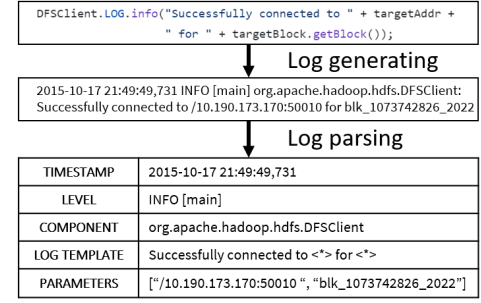 DFSClient.LOG.info("Successfully connected to " + targetAddr +
" for " + targetBlock.getBlock());
Log generating
2015-10-17 21:49:49,731 INFO [main] org.apache.hadoop.hdfs.DFSClient:
Successfully connected to /10.190.173.170:50010 for blk_1073742826_2022
Log parsing
TIMESTAMP 2015-10-17 21:49:49,731
LEVEL INFO [main]
COMPONENT org.apache.hadoop.hdfs.DFSClient
LOG TEMPLATE Successfully connected to <*> for <*>
PARAMETERS [“/10.190.173.170:50010 “, “blk_1073742826_2022”]